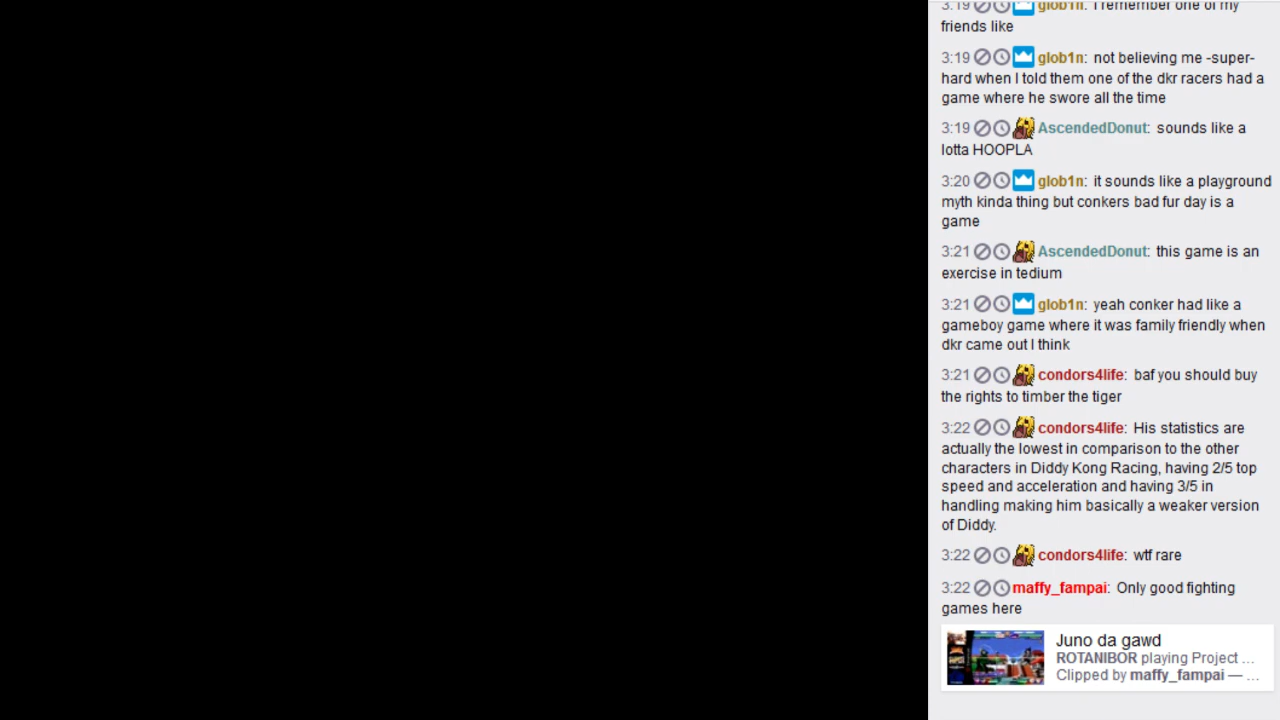 3:19 glob1n: I remember one of my
friends like
3:19 glob1n: not believing me -super-
hard when I told them one of the dkr racers had a
game where he swore all the time
3:19 AscendedDonut: sounds like a
lotta HOOPLA
3:20 glob1n: it sounds like a playground
myth kinda thing but conkers bad fur day is a
game
3:21 AscendedDonut: this game is an
exercise in tedium
3:21 glob1n: yeah conker had like a
gameboy game where it was family friendly when
dkr came out I think
3:21 condors4life: baf you should buy
the rights to timber the tiger
3:22 condors4life: His statistics are
actually the lowest in comparison to the other
characters in Diddy Kong Racing, having 2/5 top
speed and acceleration and having 3/5 in
handling making him basically a weaker version
of Diddy.
3:22 condors4life: wtf rare
3:22 maffy_fampai: Only good fighting
games here
Juno da gawd
ROTANIBOR playing Project ...
Clipped by maffy_fampai — ...